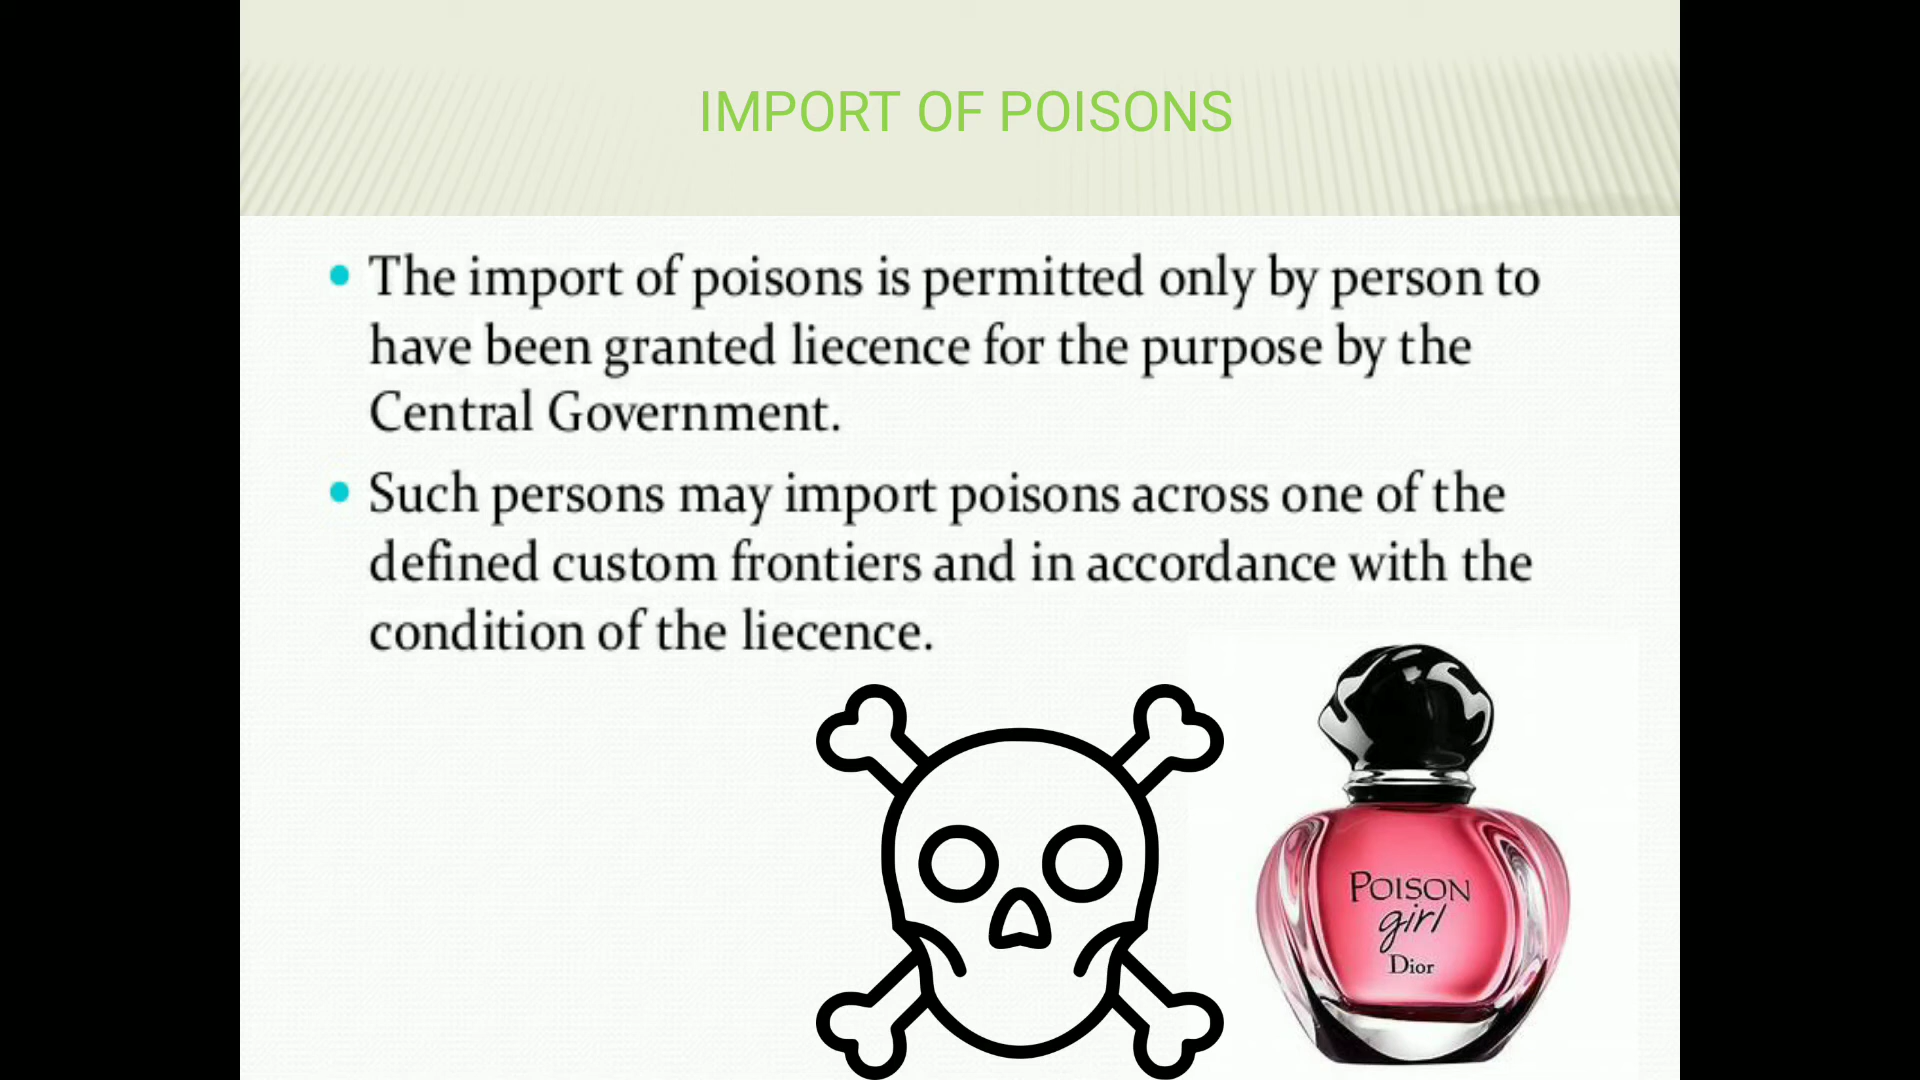 IMPORT OF POISONS
• The import of poisons is permitted only by person to
have been granted liecence for the purpose by the
Central Government.
• Such persons may import poisons across one of the
defined custom frontiers and in accordance with the
condition of the liecence.
POISON
girl
Dior